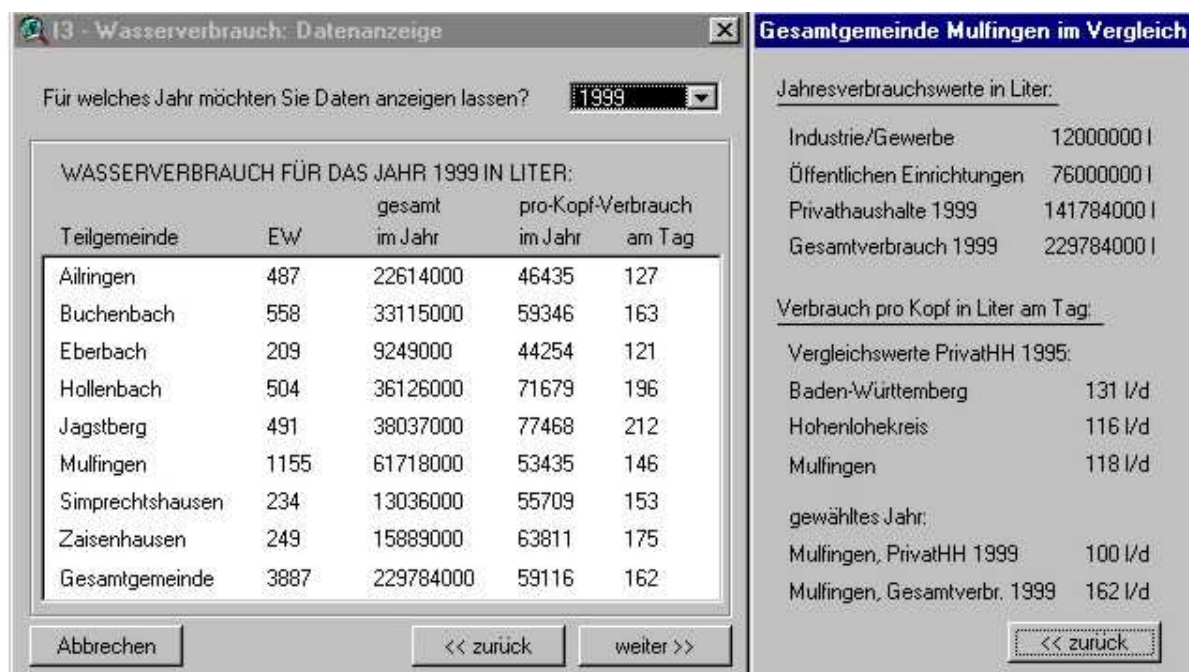 I3 - Wasserverbrauch: Datenanzeige
Für welches Jahr möchten Sie Daten anzeigen lassen? 1999
WASSERVERBRAUCH FÜR DAS JAHR 1999 IN LITER:
gesamt pro-Kopf-Verbrauch
Teilgemeinde EW im Jahr im Jahr am Tag
Ailringen 487 22614000 46435 127
Buchenbach 558 33115000 59346 163
Eberbach 209 9249000 44254 121
Hollenbach 504 36126000 71679 196
Jagstberg 491 38037000 77468 212
Mulfingen 1155 61718000 53435 146
Simprechtshausen 234 13036000 55709 153
Zaisenhausen 249 15889000 63811 175
Gesamtgemeinde 3887 229784000 59116 162
Abbrechen << zurück weiter >>
Gesamtgemeinde Mulfingen im Vergleich
Jahresverbrauchswerte in Liter:
Industrie/Gewerbe 12000000 l
Öffentlichen Einrichtungen 76000000 l
Privathaushalte 1999 141784000 l
Gesamtverbrauch 1999 229784000 l
Verbrauch pro Kopf in Liter am Tag:
Vergleichswerte PrivatHH 1995:
Baden-Württemberg 131 l/d
Hohenlohekreis 116 l/d
Mulfingen 118 l/d
gewähltes Jahr:
Mulfingen, PrivatHH 1999 100 l/d
Mulfingen, Gesamtverbr. 1999 162 l/d
<< zurück